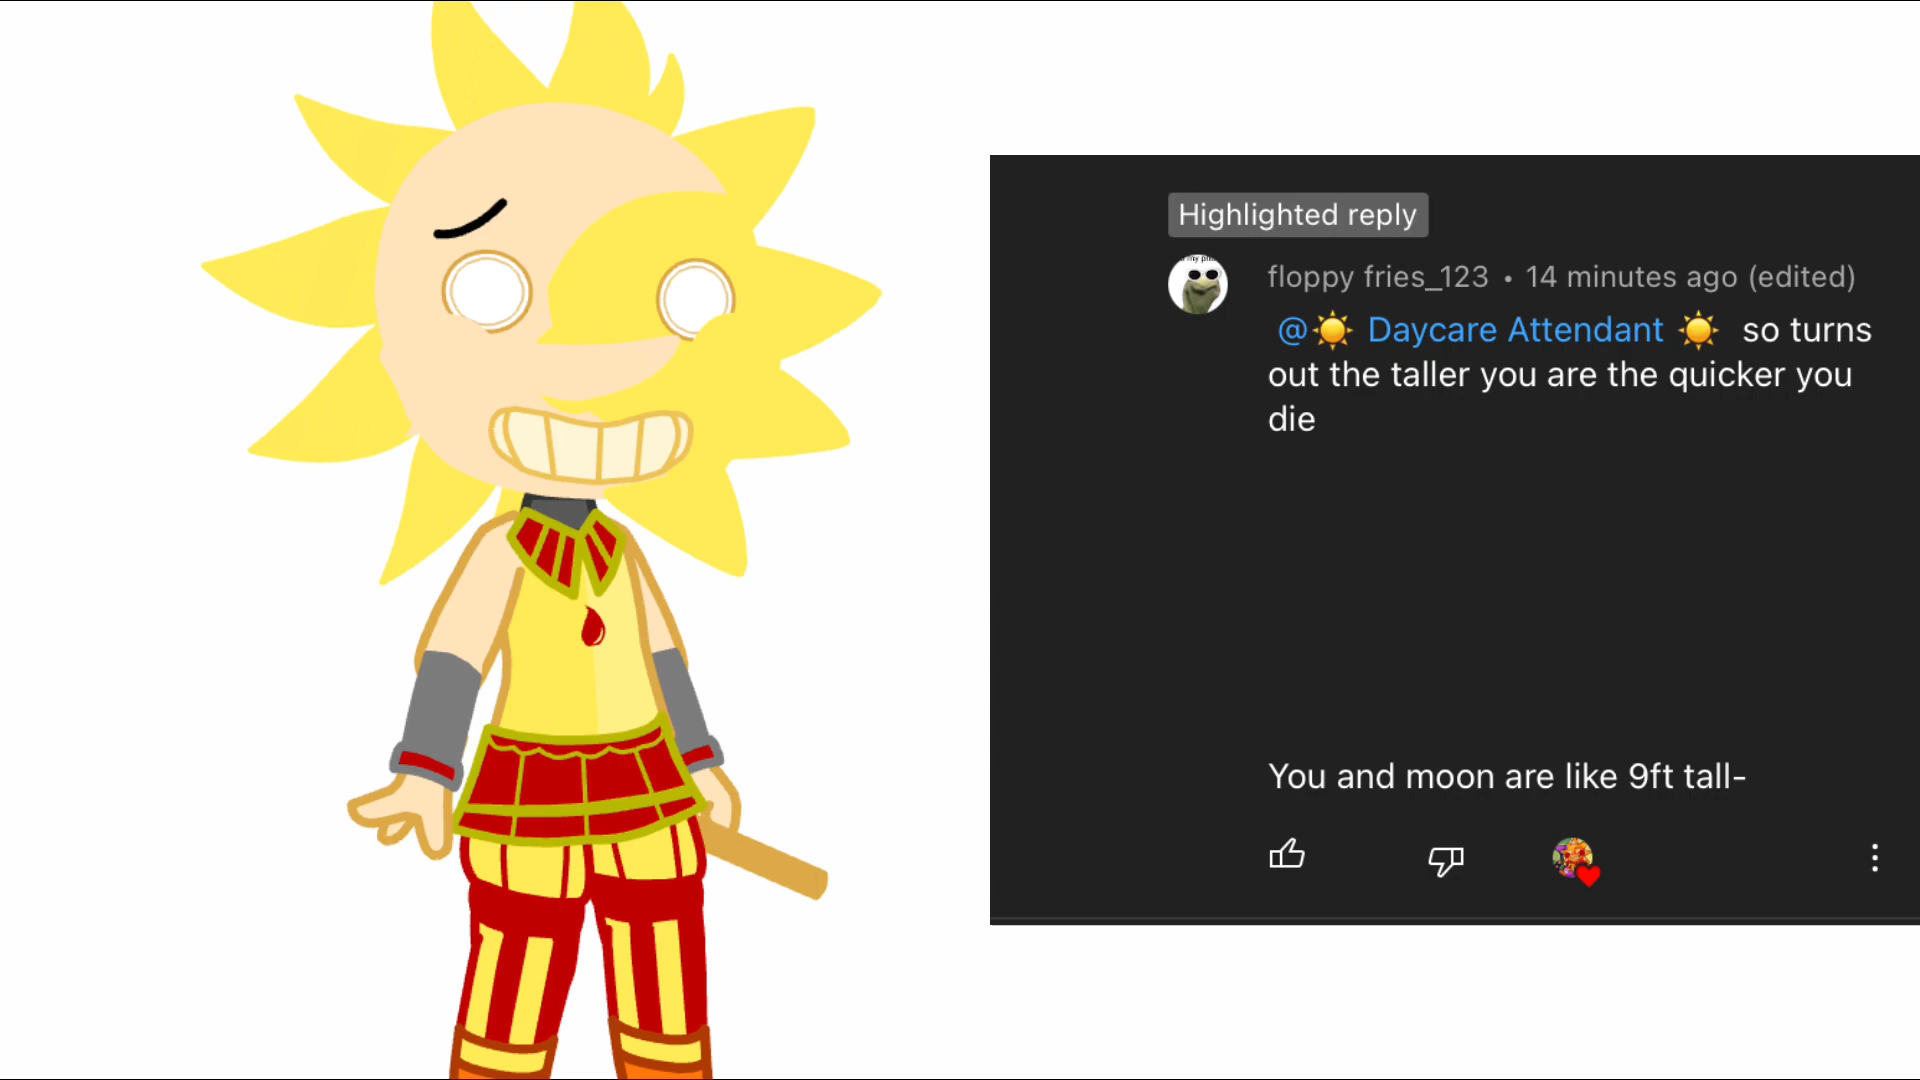 Highlighted reply
floppy fries_123 • 14 minutes ago (edited)
@☀️ Daycare Attendant ☀️ so turns
out the taller you are the quicker you
die
You and moon are like 9ft tall-